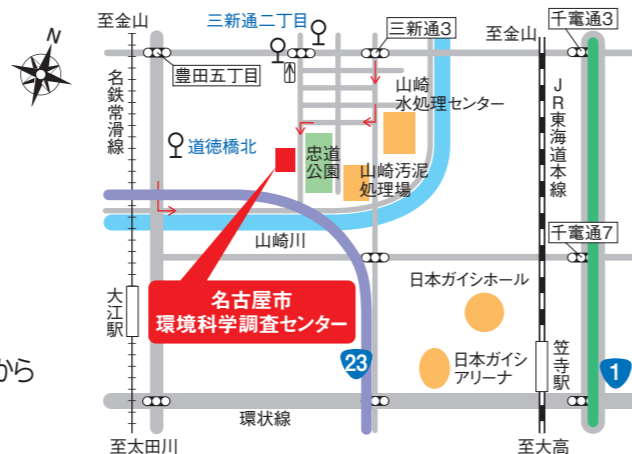 至金山
三新通二丁目
三新通3
至金山
千竃通3
N
豊田五丁目
名鉄常滑線
山崎
水処理センター
JR東海道本線
道徳橋北
忠道
公園
山崎汚泥
処理場
山崎川
千竃通7
大江駅
名古屋市
環境科学調査センター
日本ガイシホール
から
23
日本ガイシ
アリーナ
笠寺駅
1
環状線
至太田川
至大高